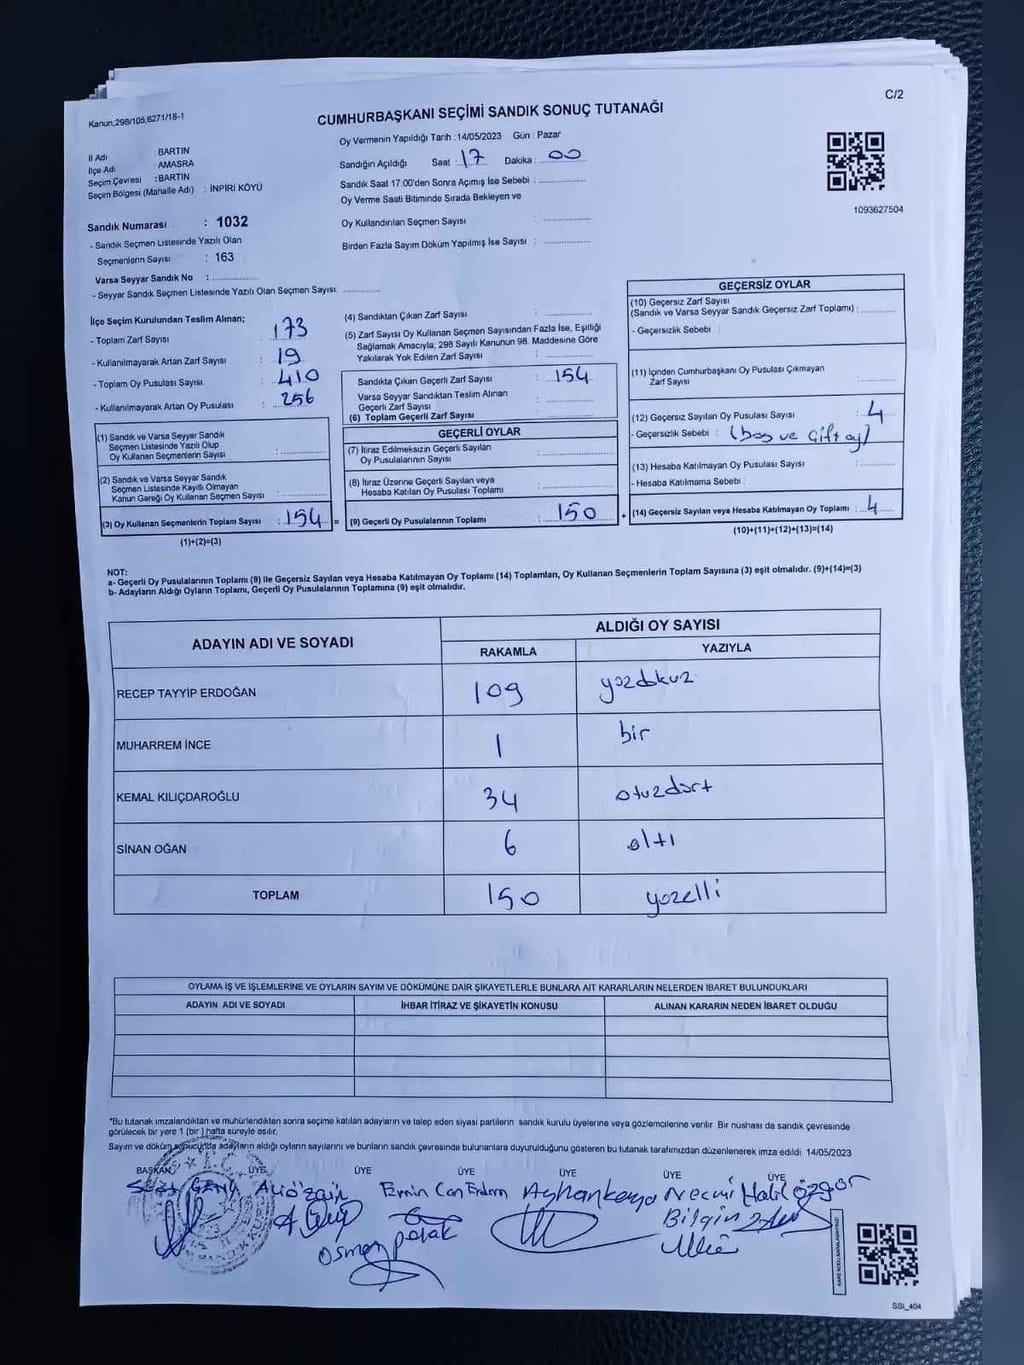 C/2
Kanun;298/105,6271/18-1
CUMHURBAŞKANI SEÇİMİ SANDIK SONUÇ TUTANAĞI
Oy Vermenin Yapıldığı Tarih :14/05/2023 Gün : Pazar
İl Adı : BARTIN
İlçe Adı : AMASRA
Seçim Çevresi : BARTIN
Seçim Bölgesi (Mahalle Adı) : İNPİRİ KÖYÜ
Sandığın Açıldığı Saat : 17 Dakika : 00
Sandık Saat 17:00'den Sonra Açımış İse Sebebi :
Oy Verme Saati Bitiminde Sırada Bekleyen ve
Oy Kullandırılan Seçmen Sayısı :
Birden Fazla Sayım Döküm Yapılmış İse Sayısı :
1093627504
Sandık Numarası : 1032
- Sandık Seçmen Listesinde Yazılı Olan
Seçmenlerin Sayısı : 163
Varsa Seyyar Sandık No :
- Seyyar Sandık Seçmen Listesinde Yazılı Olan Seçmen Sayısı:
İlçe Seçim Kurulundan Teslim Alınan;
- Toplam Zarf Sayısı : 173
- Kullanılmayarak Artan Zarf Sayısı : 19
- Toplam Oy Pusulası Sayısı : 410
- Kullanılmayarak Artan Oy Pusulası : 256
(1) Sandık ve Varsa Seyyar Sandık
Seçmen Listesinde Yazılı Olup
Oy Kullanan Seçmenlerin Sayısı :
(2) Sandık ve Varsa Seyyar Sandık
Seçmen Listesinde Kayıtlı Olmayan
Kanun Gereği Oy Kullanan Seçmen Sayısı :
(3) Oy Kullanan Seçmenlerin Toplam Sayısı : 154 =
(1)+(2)=(3)
(4) Sandıktan Çıkan Zarf Sayısı :
(5) Zarf Sayısı Oy Kullanan Seçmen Sayısından Fazla İse, Eşitliği
Sağlamak Amacıyla; 298 Sayılı Kanunun 98. Maddesine Göre
Yakılarak Yok Edilen Zarf Sayısı :
Sandıkta Çıkan Geçerli Zarf Sayısı : 154
Varsa Seyyar Sandıktan Teslim Alınan
Geçerli Zarf Sayısı :
(6) Toplam Geçerli Zarf Sayısı :
GEÇERLİ OYLAR
(7) İtiraz Edilmeksizin Geçerli Sayılan
Oy Pusulalarının Sayısı :
(8) İtiraz Üzerine Geçerli Sayılan veya
Hesaba Katılan Oy Pusulası Toplamı :
(9) Geçerli Oy Pusulalarının Toplamı : 150 +
GEÇERSİZ OYLAR
(10) Geçersiz Zarf Sayısı
(Sandık ve Varsa Seyyar Sandık Geçersiz Zarf Toplamı) :
- Geçersizlik Sebebi :
(11) İçinden Cumhurbaşkanı Oy Pusulası Çıkmayan
Zarf Sayısı :
(12) Geçersiz Sayılan Oy Pusulası Sayısı : 4
- Geçersizlik Sebebi : (boş ve çift oy)
(13) Hesaba Katılmayan Oy Pusulası Sayısı :
- Hesaba Katılmama Sebebi :
(14) Geçersiz Sayılan veya Hesaba Katılmayan Oy Toplamı : 4
(10)+(11)+(12)+(13)=(14)
NOT:
a- Geçerli Oy Pusulalarının Toplamı (9) ile Geçersiz Sayılan veya Hesaba Katılmayan Oy Toplamı (14) Toplamları, Oy Kullanan Seçmenlerin Toplam Sayısına (3) eşit olmalıdır. (9)+(14)=(3)
b- Adayların Aldığı Oyların Toplamı, Geçerli Oy Pusulalarının Toplamına (9) eşit olmalıdır.
ADAYIN ADI VE SOYADI
ALDIĞI OY SAYISI
RAKAMLA YAZIYLA
RECEP TAYYİP ERDOĞAN 109 yüzdokuz
MUHARREM İNCE 1 bir
KEMAL KILIÇDAROĞLU 34 otuzdört
SİNAN OĞAN 6 altı
TOPLAM 150 yüzelli
OYLAMA İŞ VE İŞLEMLERİNE VE OYLARIN SAYIM VE DÖKÜMÜNE DAİR ŞİKAYETLERLE BUNLARA AİT KARARLARIN NELERDEN İBARET BULUNDUKLARI
ADAYIN ADI VE SOYADI İHBAR İTİRAZ VE ŞİKAYETİN KONUSU ALINAN KARARIN NEDEN İBARET OLDUĞU
*Bu tutanak imzalandıktan ve mühürlendikten sonra seçime katılan adayların ve talep eden siyasi partilerin sandık kurulu üyelerine veya gözlemcilerine verilir. Bir nüshası da sandık çevresinde
görülecek bir yere 1 (bir) hafta süreyle asılır.
Sayım ve döküm sonucunda adayların aldığı oyların sayılarını ve bunların sandık çevresinde bulunanlara duyurulduğunu gösteren bu tutanak tarafımızdan düzenlenerek imza edildi. 14/05/2023
BAŞKAN ÜYE ÜYE ÜYE ÜYE ÜYE ÜYE
Ali Özgün Emin Can Erdem Ayhan Kaya Necmi Halil Özgör
Bilgin
Osman Polak
SSI_404